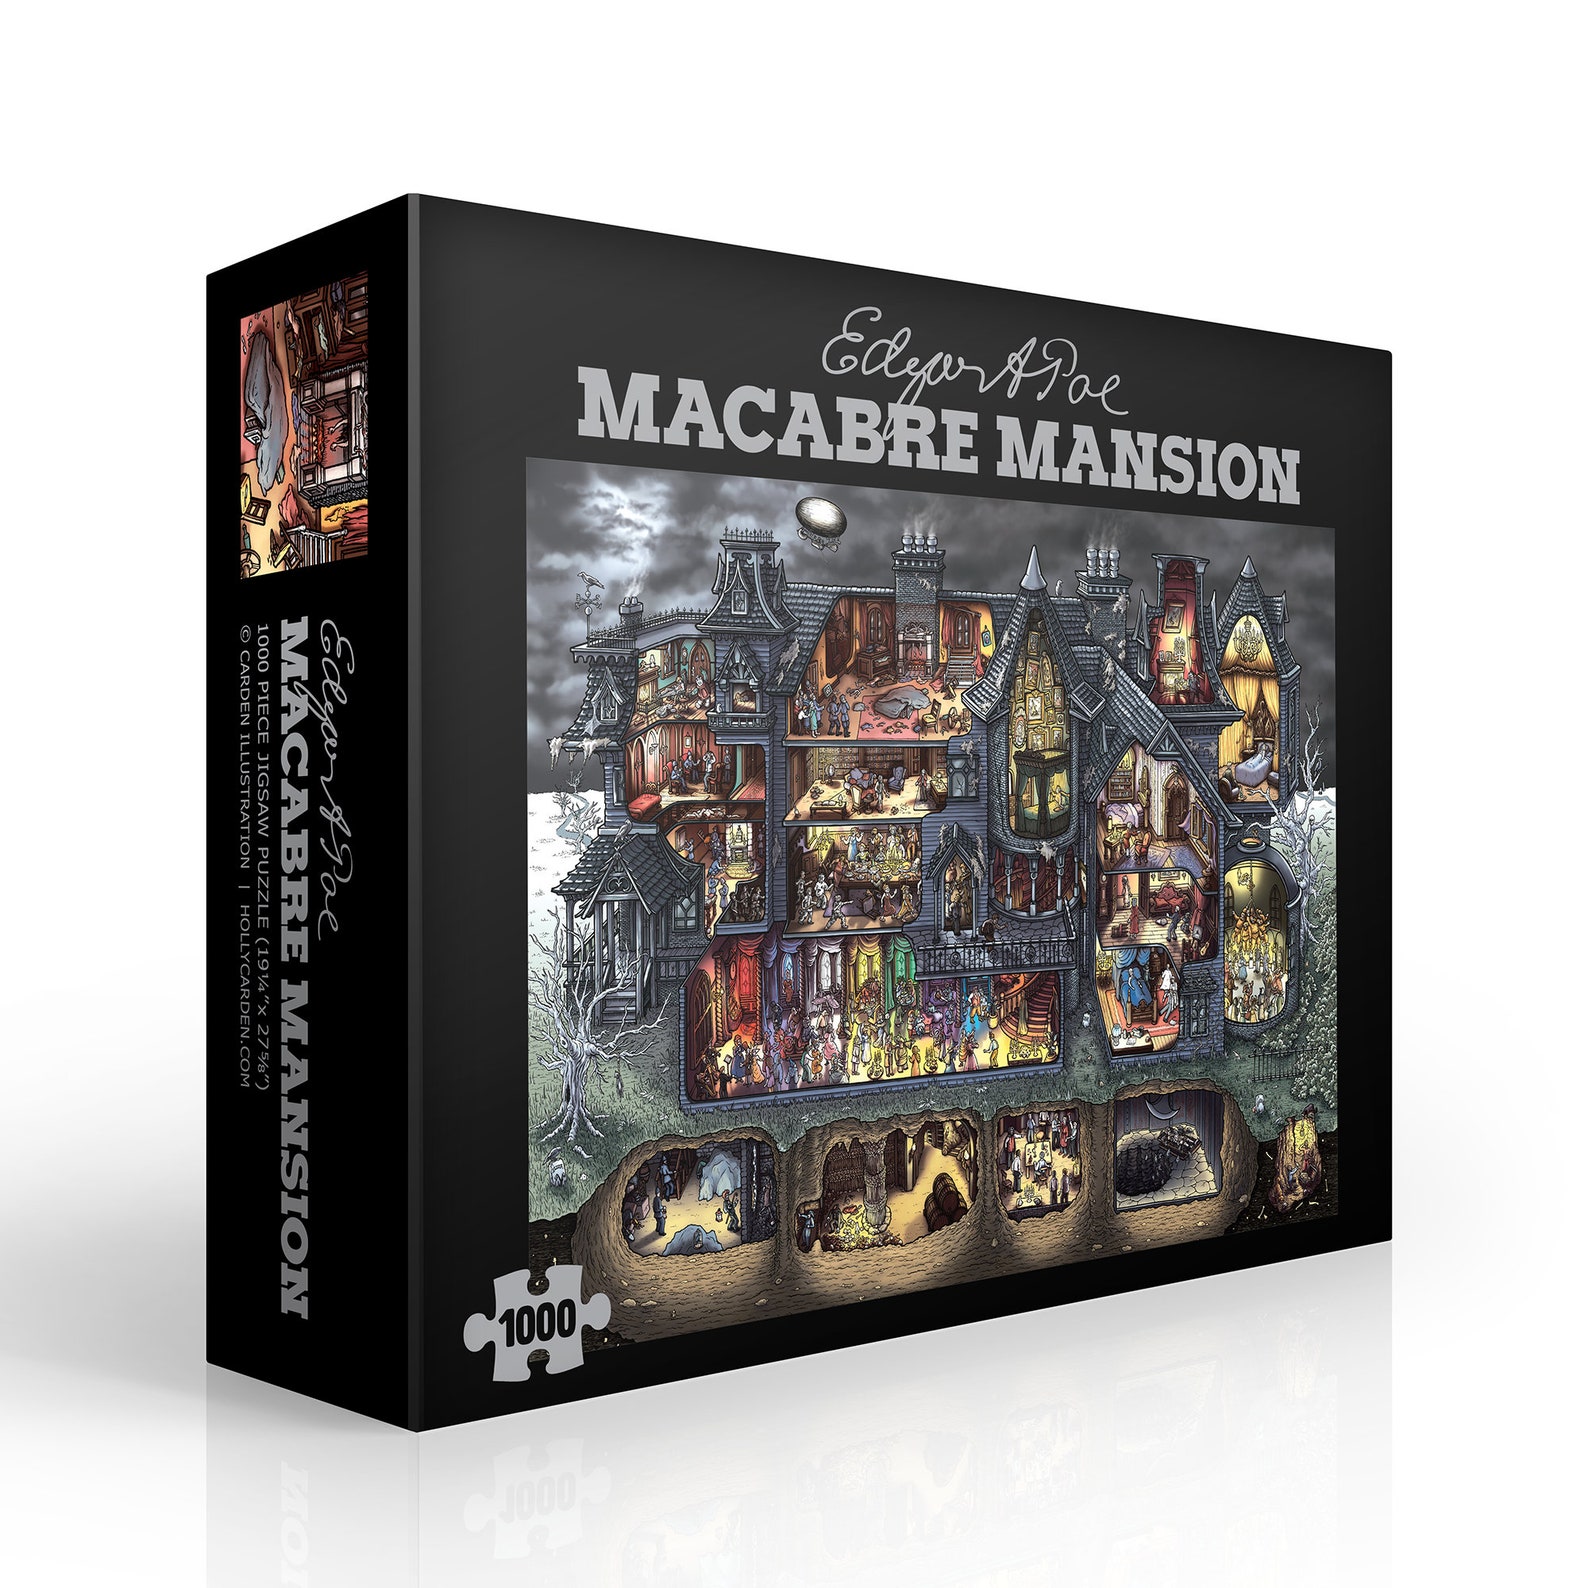 Edgar A Poe
MACABRE MANSION
1000
Edgar A Poe
MACABRE MANSION
1000 PIECE JIGSAW PUZZLE (19¼"x 27⅝")
© CARDEN ILLUSTRATION | HOLLYCARDEN.COM